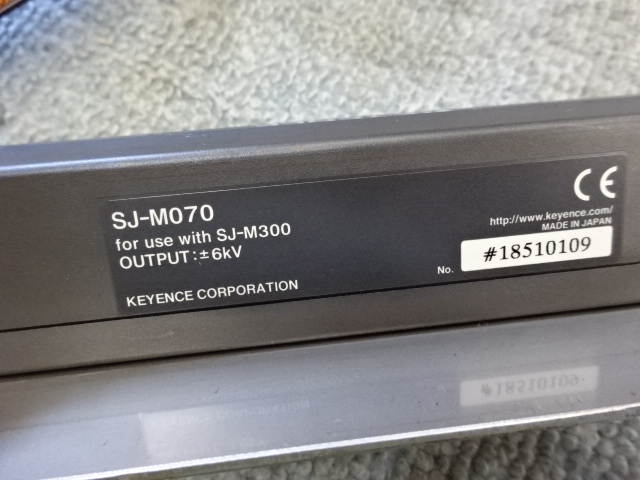 SJ-M070
for use with SJ-M300
OUTPUT:±6kV
KEYENCE CORPORATION
CE
http://www.keyence.com/
MADE IN JAPAN
No. #18510109